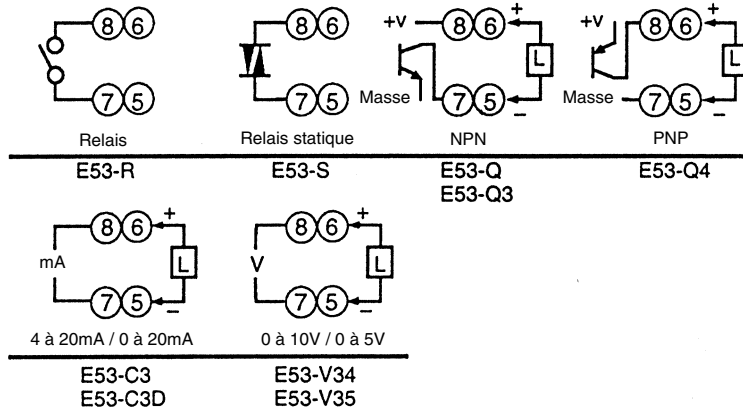 8 6
7 5
Relais
E53-R
8 6
7 5
Relais statique
E53-S
+V
8 6
+
L
Masse
7 5
−
NPN
E53-Q
E53-Q3
+V
8 6
+
L
Masse
7 5
−
PNP
E53-Q4
8 6
+
mA
L
7 5
−
4 à 20mA / 0 à 20mA
E53-C3
E53-C3D
8 6
+
V
L
7 5
−
0 à 10V / 0 à 5V
E53-V34
E53-V35